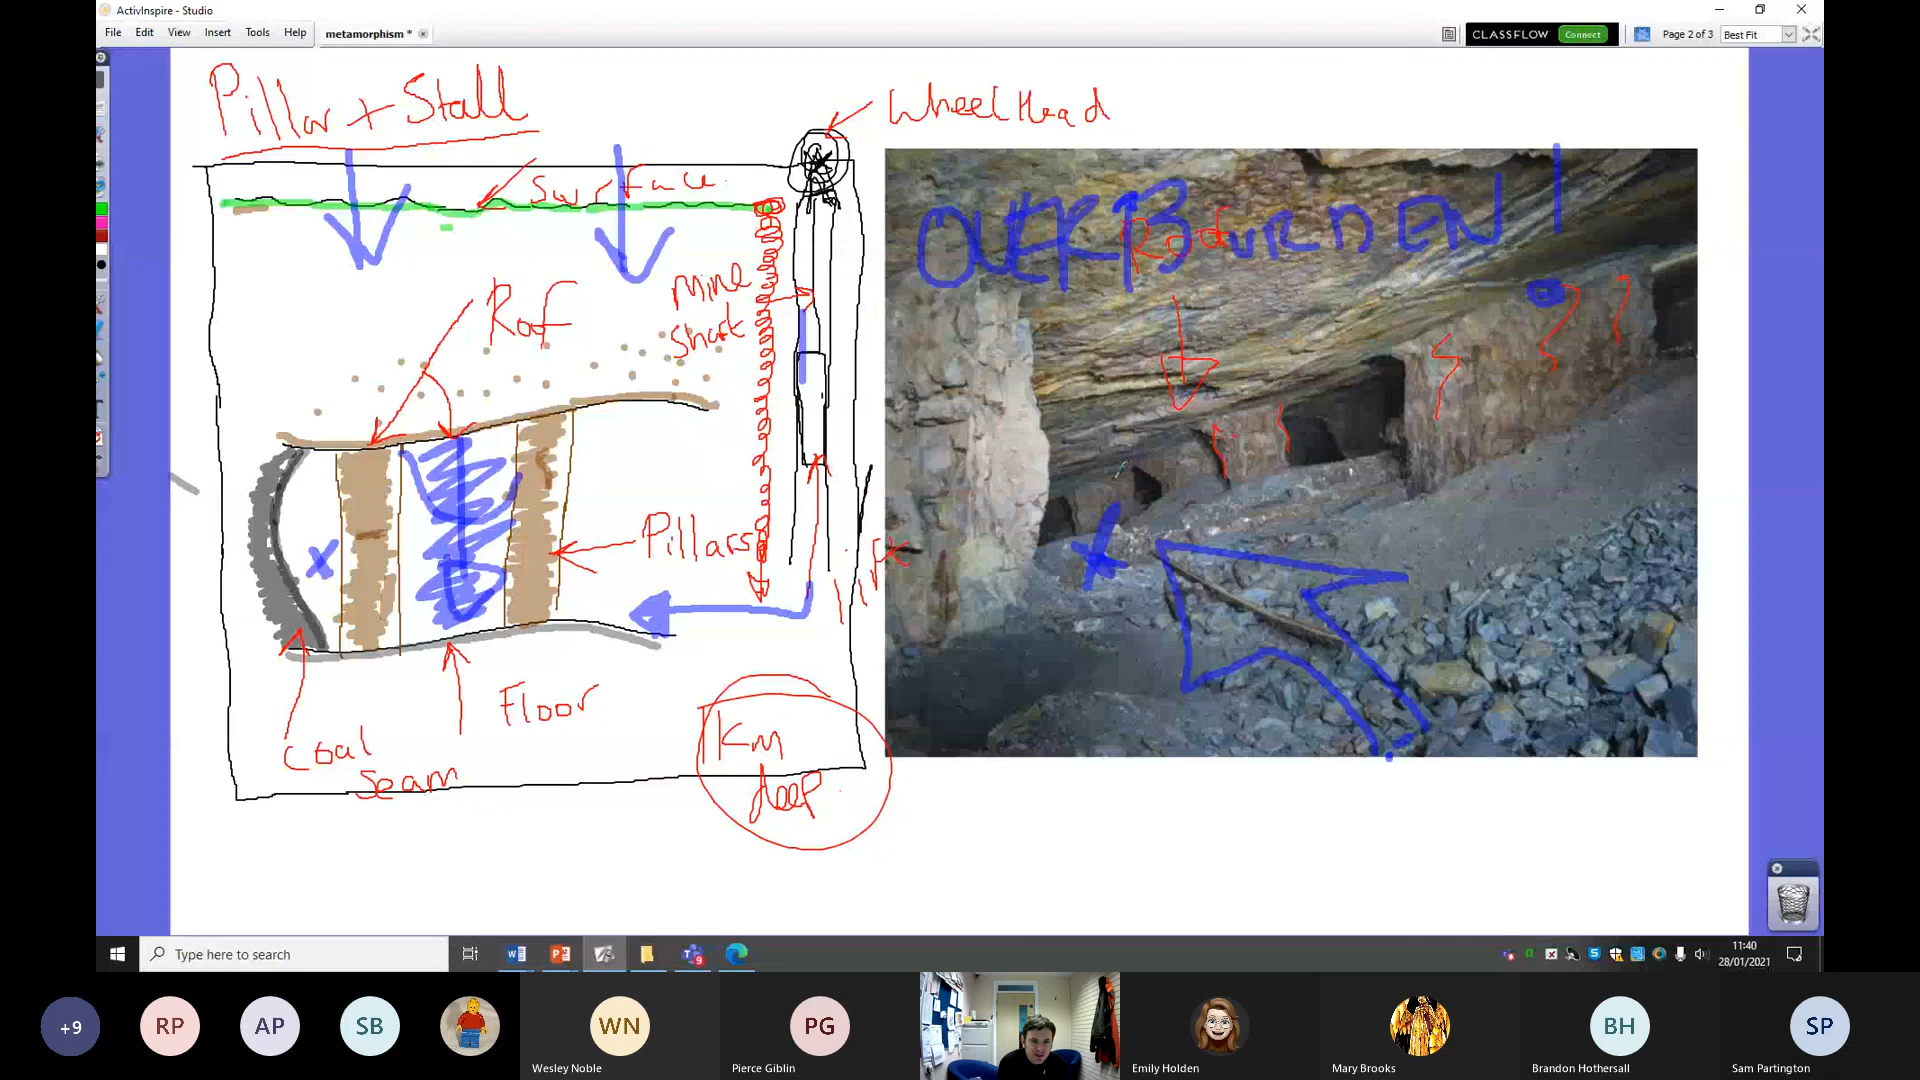 ActivInspire - Studio
File Edit View Insert Tools Help
metamorphism *
CLASSFLOW Connect
Page 2 of 3
Best Fit
Pillar + Stall
Wheel Head
Surface
OVERBURDEN!
Roof
Mine
Shaft
Roof
Pillars
Lift
Floor
Coal
Seam
1Km
deep
Type here to search
11:40
28/01/2021
+9
RP
AP
SB
WN
Wesley Noble
PG
Pierce Giblin
Emily Holden
Mary Brooks
BH
Brandon Hothersall
SP
Sam Partington